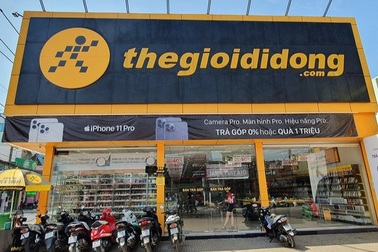 thegioididong
.com
iPhone 11 Pro
Camera Pro. Màn hình Pro. Hiệu năng Pro.
TRẢ GÓP 0% hoặc QUÀ 1 TRIỆU